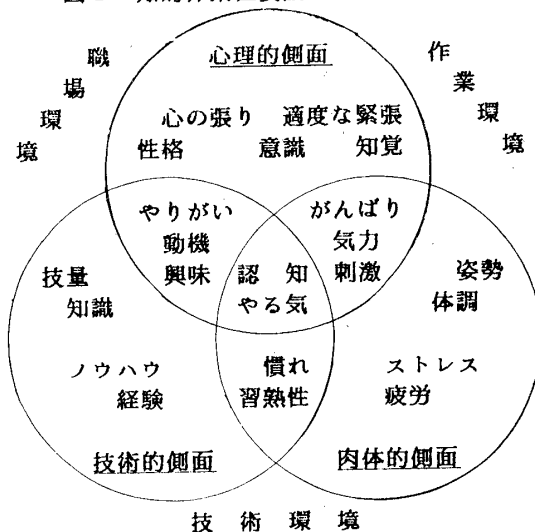 職場環境
作業環境
心理的側面
心の張り 適度な緊張
性格 意識 知覚
やりがい
動機
興味
がんばり
気力
刺激
認知
やる気
技量
知識
姿勢
体調
慣れ
習熟性
ノウハウ
経験
ストレス
疲労
技術的側面
肉体的側面
技術環境